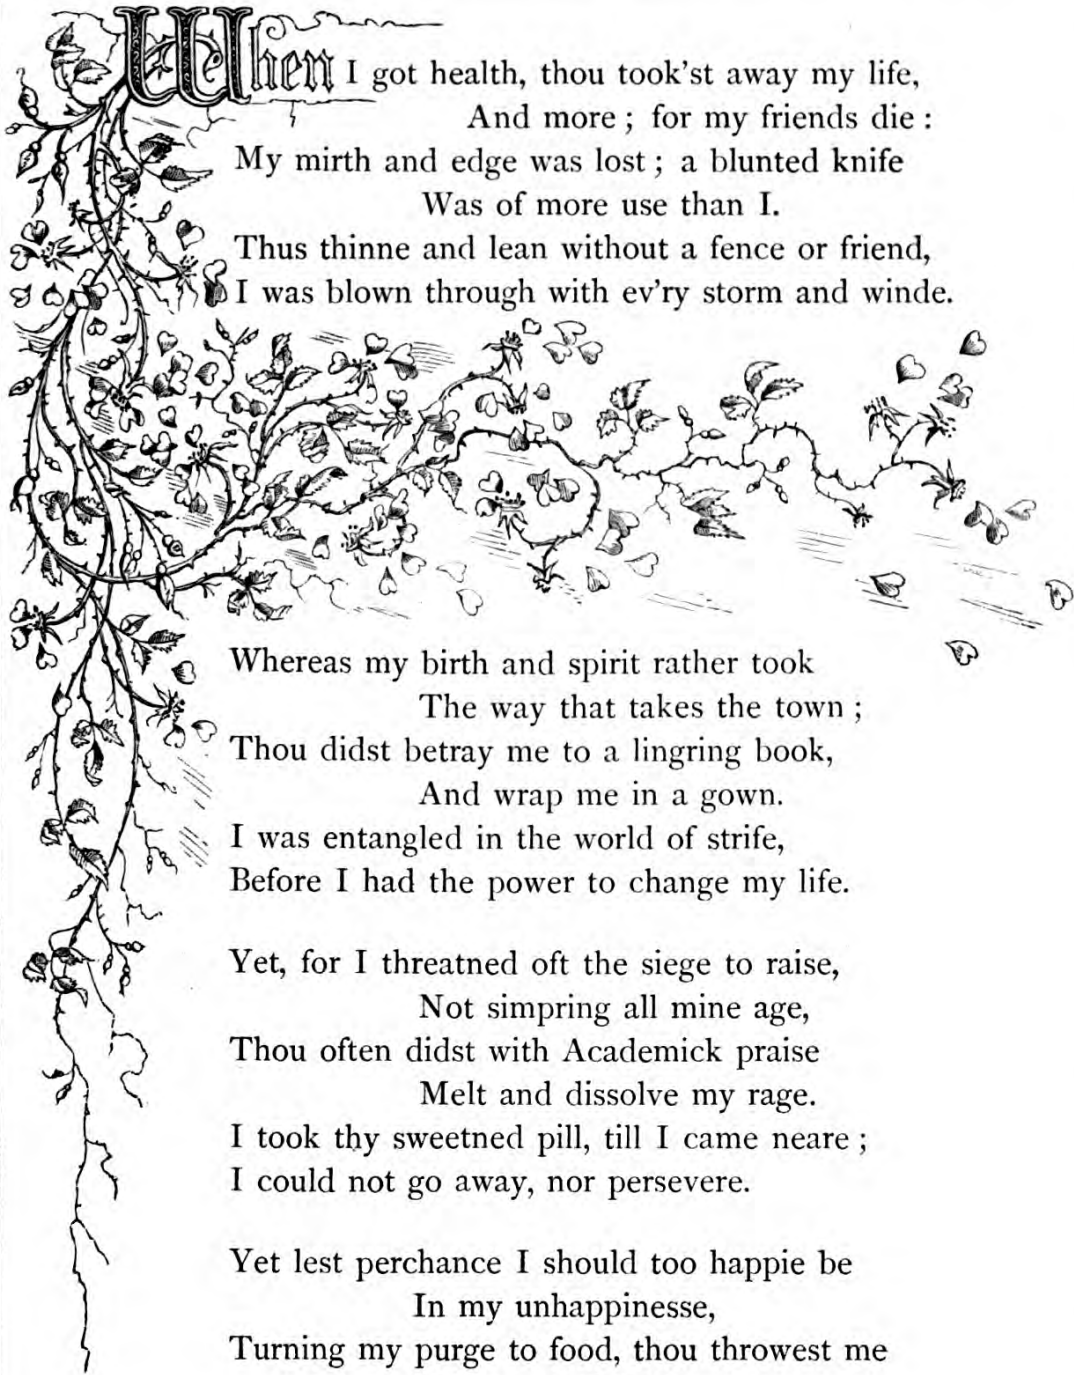 When I got health, thou took'st away my life,
And more ; for my friends die :
My mirth and edge was lost ; a blunted knife
Was of more use than I.
Thus thinne and lean without a fence or friend,
I was blown through with ev'ry storm and winde.
Whereas my birth and spirit rather took
The way that takes the town ;
Thou didst betray me to a lingring book,
And wrap me in a gown.
I was entangled in the world of strife,
Before I had the power to change my life.
Yet, for I threatned oft the siege to raise,
Not simpring all mine age,
Thou often didst with Academick praise
Melt and dissolve my rage.
I took thy sweetned pill, till I came neare ;
I could not go away, nor persevere.
Yet lest perchance I should too happie be
In my unhappinesse,
Turning my purge to food, thou throwest me